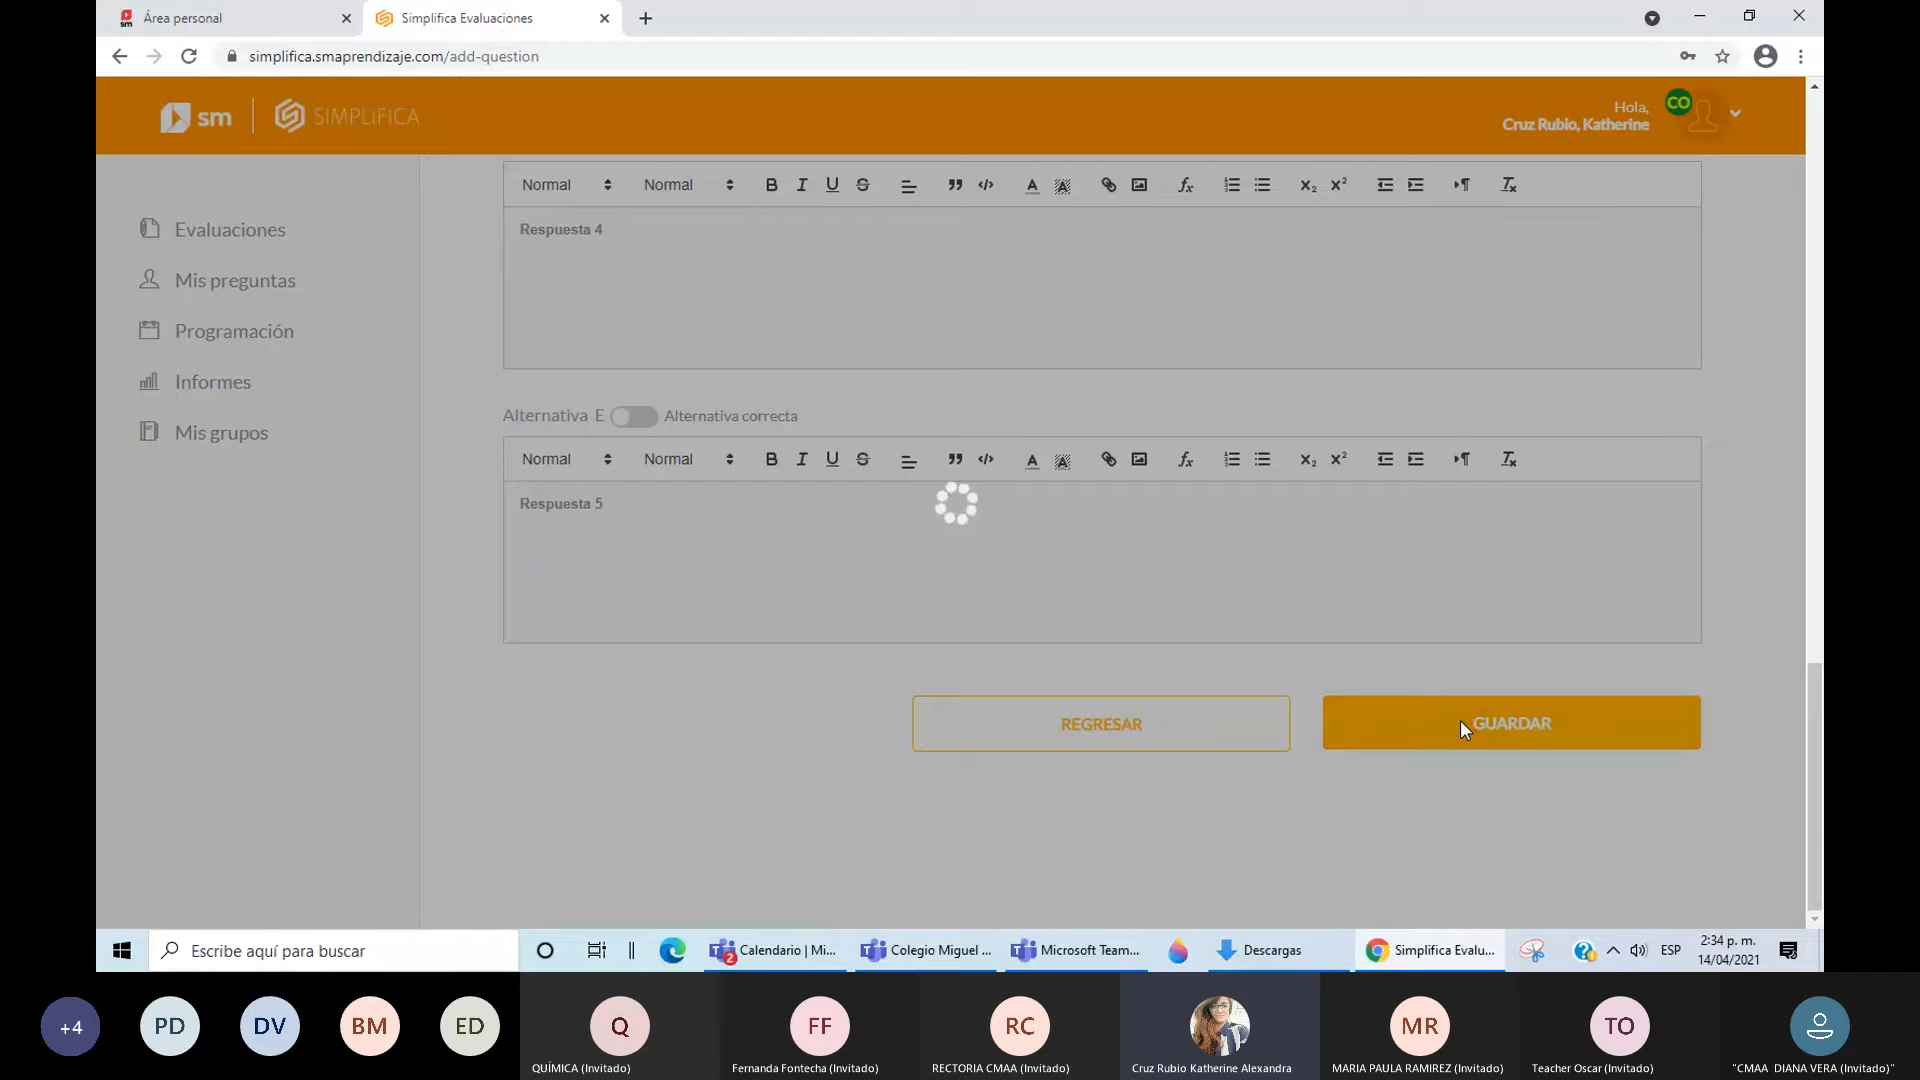 Área personal
Simplifica Evaluaciones
simplifica.smaprendizaje.com/add-question
sm
SIMPLIFICA
Hola,
Cruz Rubio, Katherine
CO
Evaluaciones
Mis preguntas
Programación
Informes
Mis grupos
Normal Normal
Respuesta 4
Alternativa E Alternativa correcta
Normal Normal
Respuesta 5
REGRESAR
GUARDAR
Escribe aquí para buscar
2
Calendario | Mi...
Colegio Miguel ...
Microsoft Team...
Descargas
Simplifica Evalu...
ESP
2:34 p. m.
14/04/2021
+4
PD
DV
BM
ED
Q
QUÍMICA (Invitado)
FF
Fernanda Fontecha (Invitado)
RC
RECTORIA CMAA (Invitado)
Cruz Rubio Katherine Alexandra
MR
MARIA PAULA RAMIREZ (Invitado)
TO
Teacher Oscar (Invitado)
"CMAA DIANA VERA (Invitado)"